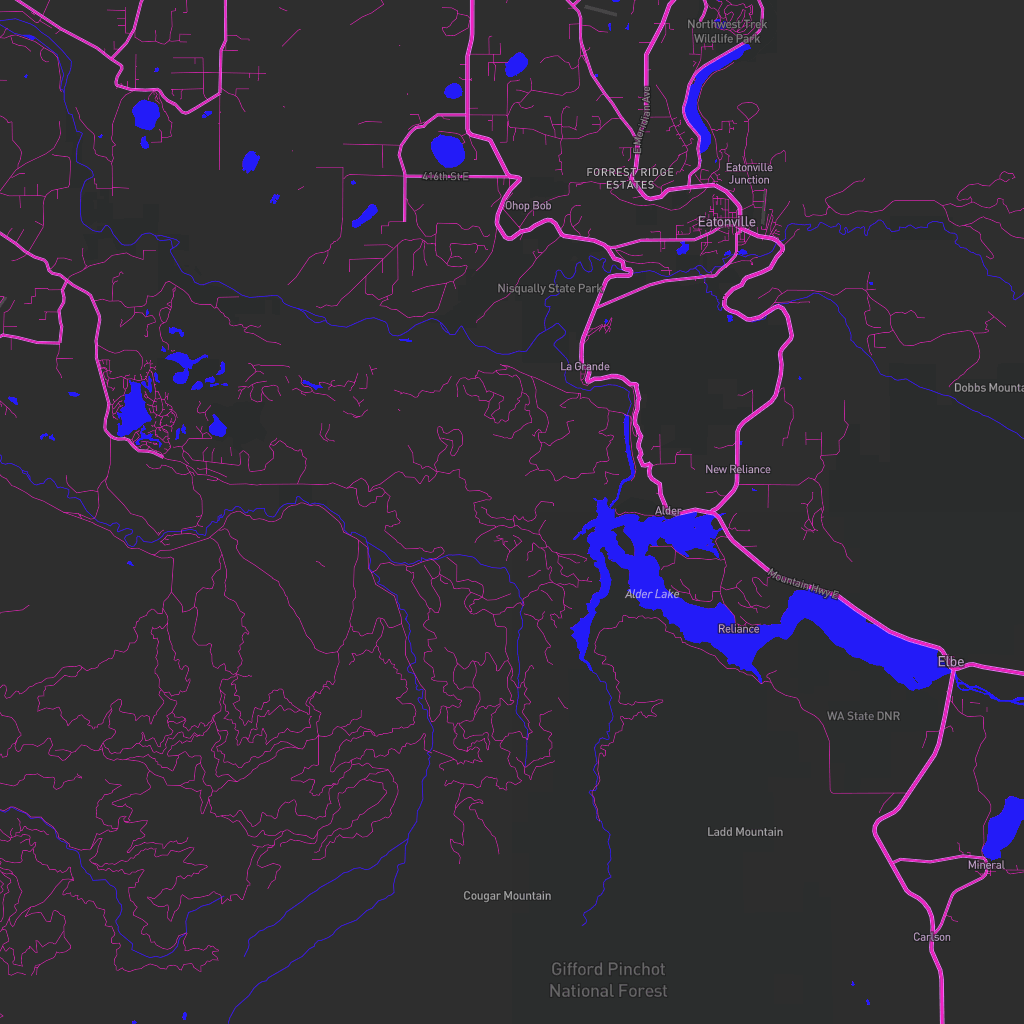 Northwest Trek
Wildlife Park
E Meridian Ave
FORREST RIDGE
ESTATES
Eatonville
Junction
416th St E
Ohop Bob
Eatonville
Nisqually State Park
La Grande
Dobbs Mounta
New Reliance
Alder
Mountain Hwy E
Alder Lake
Reliance
Elbe
WA State DNR
Ladd Mountain
Mineral
Cougar Mountain
Carlson
Gifford Pinchot
National Forest